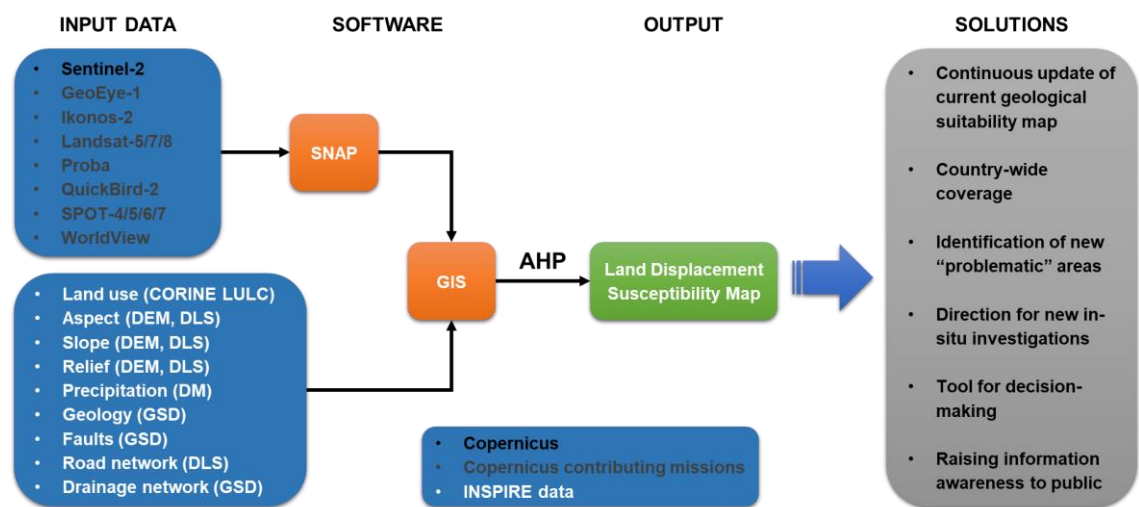 INPUT DATA
SOFTWARE
OUTPUT
SOLUTIONS
• Sentinel-2
• GeoEye-1
• Ikonos-2
• Landsat-5/7/8
• Proba
• QuickBird-2
• SPOT-4/5/6/7
• WorldView
SNAP
• Land use (CORINE LULC)
• Aspect (DEM, DLS)
• Slope (DEM, DLS)
• Relief (DEM, DLS)
• Precipitation (DM)
• Geology (GSD)
• Faults (GSD)
• Road network (DLS)
• Drainage network (GSD)
GIS
AHP
Land Displacement
Susceptibility Map
• Copernicus
• Copernicus contributing missions
• INSPIRE data
• Continuous update of
current geological
suitability map
• Country-wide
coverage
• Identification of new
“problematic” areas
• Direction for new in-
situ investigations
• Tool for decision-
making
• Raising information
awareness to public